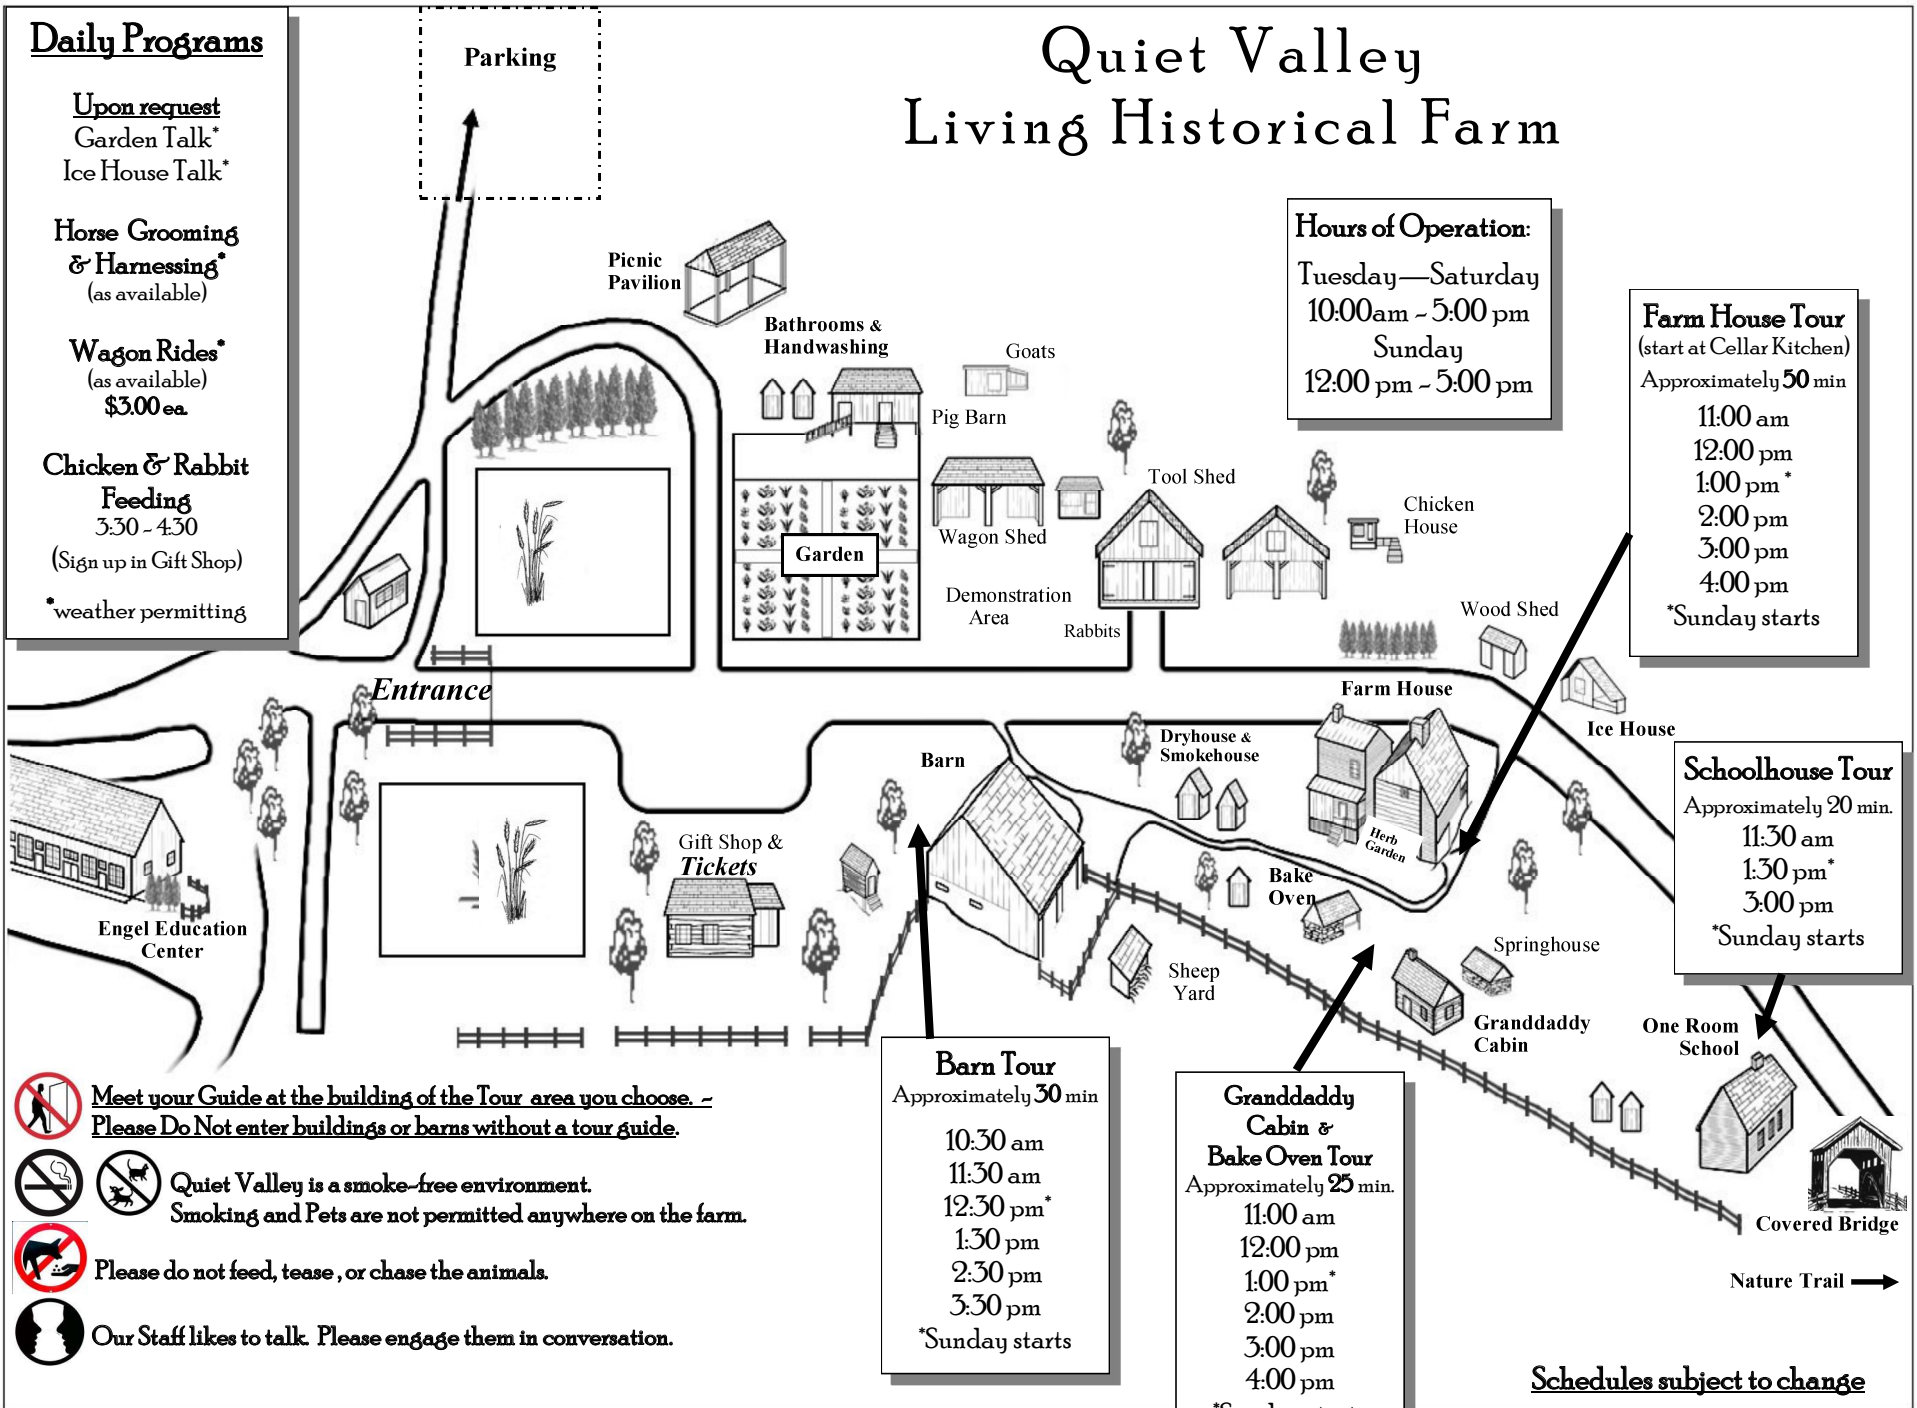 Daily Programs
Upon request
Garden Talk*
Ice House Talk*
Horse Grooming
& Harnessing*
(as available)
Wagon Rides*
(as available)
$3.00 ea.
Chicken & Rabbit
Feeding
3:30 ~ 4:30
(Sign up in Gift Shop)
*weather permitting
Parking
Quiet Valley
Living Historical Farm
Hours of Operation:
Tuesday—Saturday
10:00am ~ 5:00 pm
Sunday
12:00 pm ~ 5:00 pm
Farm House Tour
(start at Cellar Kitchen)
Approximately 50 min
11:00 am
12:00 pm
1:00 pm *
2:00 pm
3:00 pm
4:00 pm
*Sunday starts
Picnic
Pavilion
Bathrooms &
Handwashing
Goats
Pig Barn
Tool Shed
Chicken
House
Wagon Shed
Garden
Demonstration
Area
Rabbits
Wood Shed
Entrance
Farm House
Ice House
Dryhouse &
Smokehouse
Barn
Schoolhouse Tour
Approximately 20 min.
11:30 am
1:30 pm*
3:00 pm
*Sunday starts
Gift Shop &
Tickets
Herb
Garden
Bake
Oven
Engel Education
Center
Sheep
Yard
Springhouse
Granddaddy
Cabin
One Room
School
Barn Tour
Approximately 30 min
10:30 am
11:30 am
12:30 pm*
1:30 pm
2:30 pm
3:30 pm
*Sunday starts
Granddaddy
Cabin &
Bake Oven Tour
Approximately 25 min.
11:00 am
12:00 pm
1:00 pm*
2:00 pm
3:00 pm
4:00 pm
Covered Bridge
Nature Trail
Meet your Guide at the building of the Tour area you choose. ~
Please Do Not enter buildings or barns without a tour guide.
Quiet Valley is a smoke-free environment.
Smoking and Pets are not permitted anywhere on the farm.
Please do not feed, tease , or chase the animals.
Our Staff likes to talk. Please engage them in conversation.
Schedules subject to change